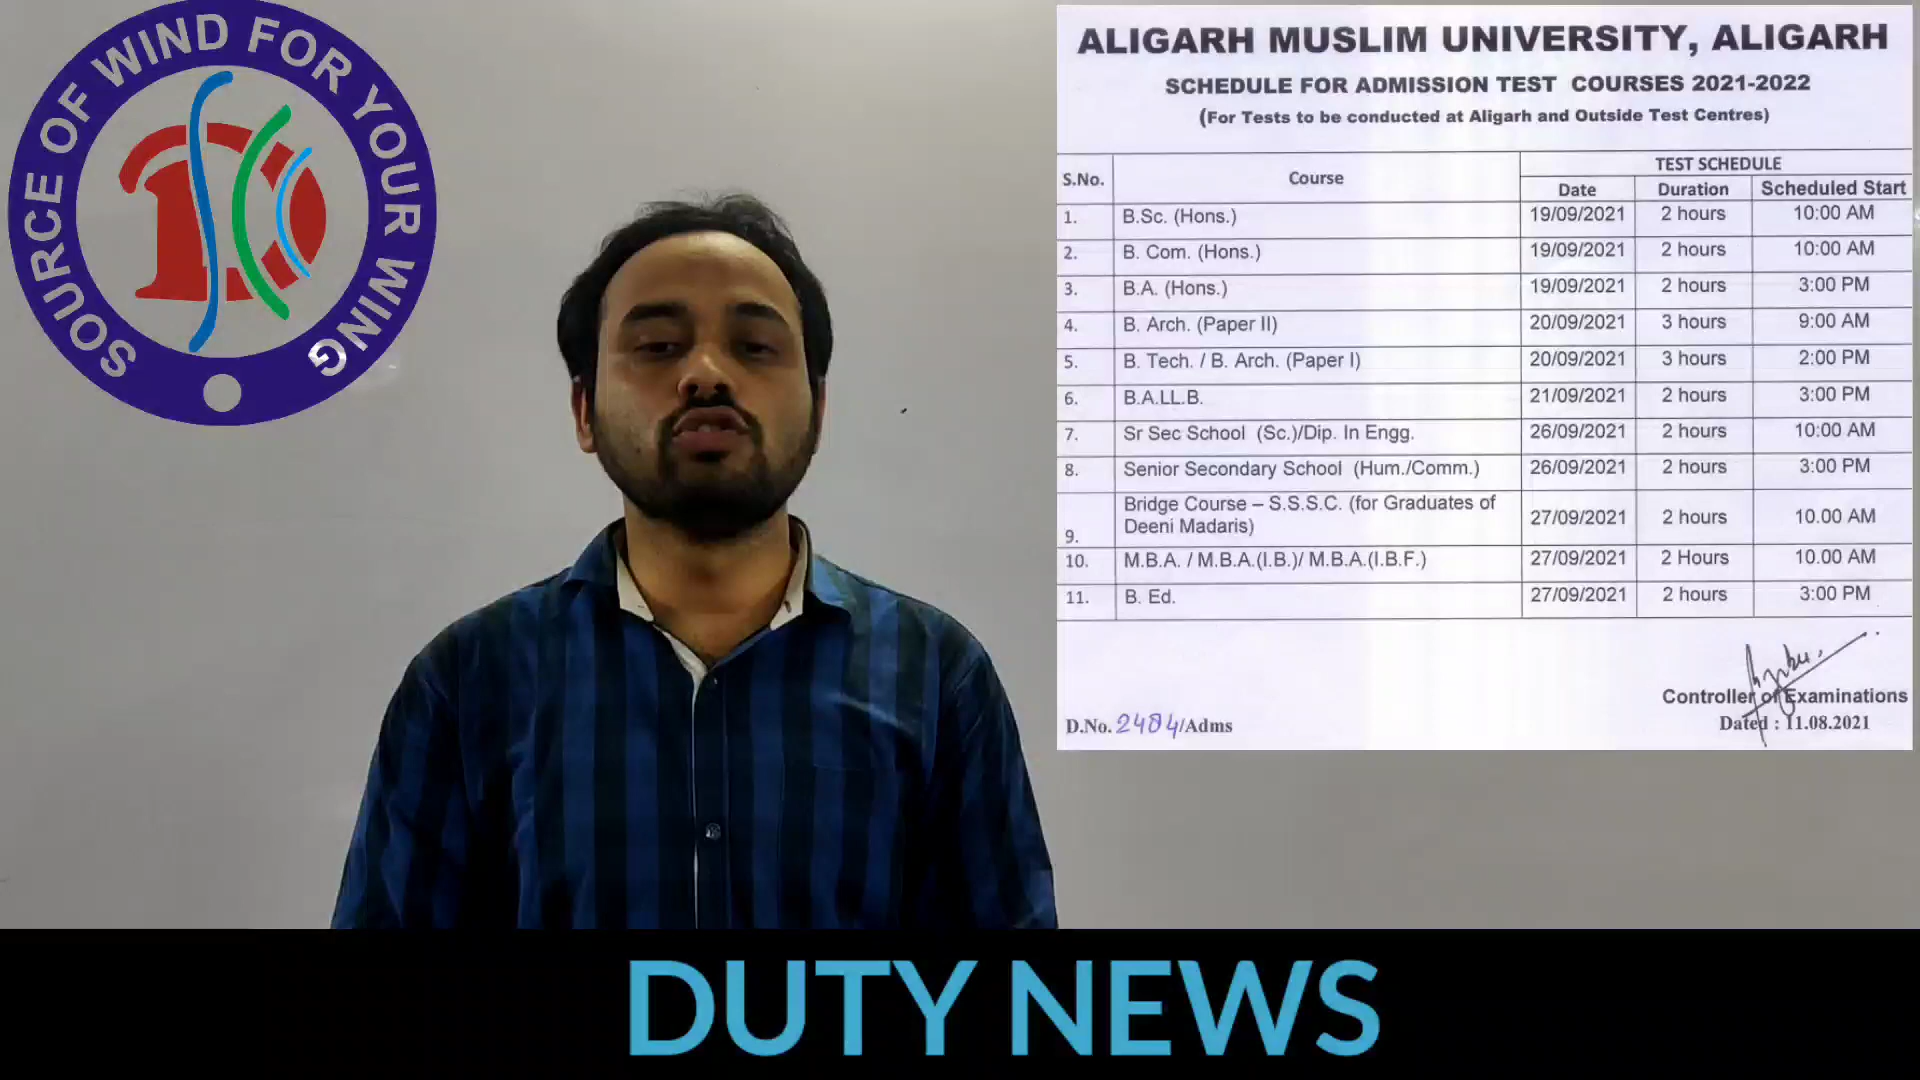 SOURCE OF WIND FOR YOUR WING
ALIGARH MUSLIM UNIVERSITY, ALIGARH
SCHEDULE FOR ADMISSION TEST COURSES 2021-2022
(For Tests to be conducted at Aligarh and Outside Test Centres)
S.No. Course TEST SCHEDULE
Date Duration Scheduled Start
1. B.Sc. (Hons.) 19/09/2021 2 hours 10:00 AM
2. B. Com. (Hons.) 19/09/2021 2 hours 10:00 AM
3. B.A. (Hons.) 19/09/2021 2 hours 3:00 PM
4. B. Arch. (Paper II) 20/09/2021 3 hours 9:00 AM
5. B. Tech. / B. Arch. (Paper I) 20/09/2021 3 hours 2:00 PM
6. B.A.LL.B. 21/09/2021 2 hours 3:00 PM
7. Sr Sec School (Sc.)/Dip. In Engg. 26/09/2021 2 hours 10:00 AM
8. Senior Secondary School (Hum./Comm.) 26/09/2021 2 hours 3:00 PM
9. Bridge Course – S.S.S.C. (for Graduates of
Deeni Madaris) 27/09/2021 2 hours 10.00 AM
10. M.B.A. / M.B.A.(I.B.)/ M.B.A.(I.B.F.) 27/09/2021 2 Hours 10.00 AM
11. B. Ed. 27/09/2021 2 hours 3:00 PM
Controller of Examinations
Dated : 11.08.2021
D.No. 2484/Adms
DUTY NEWS